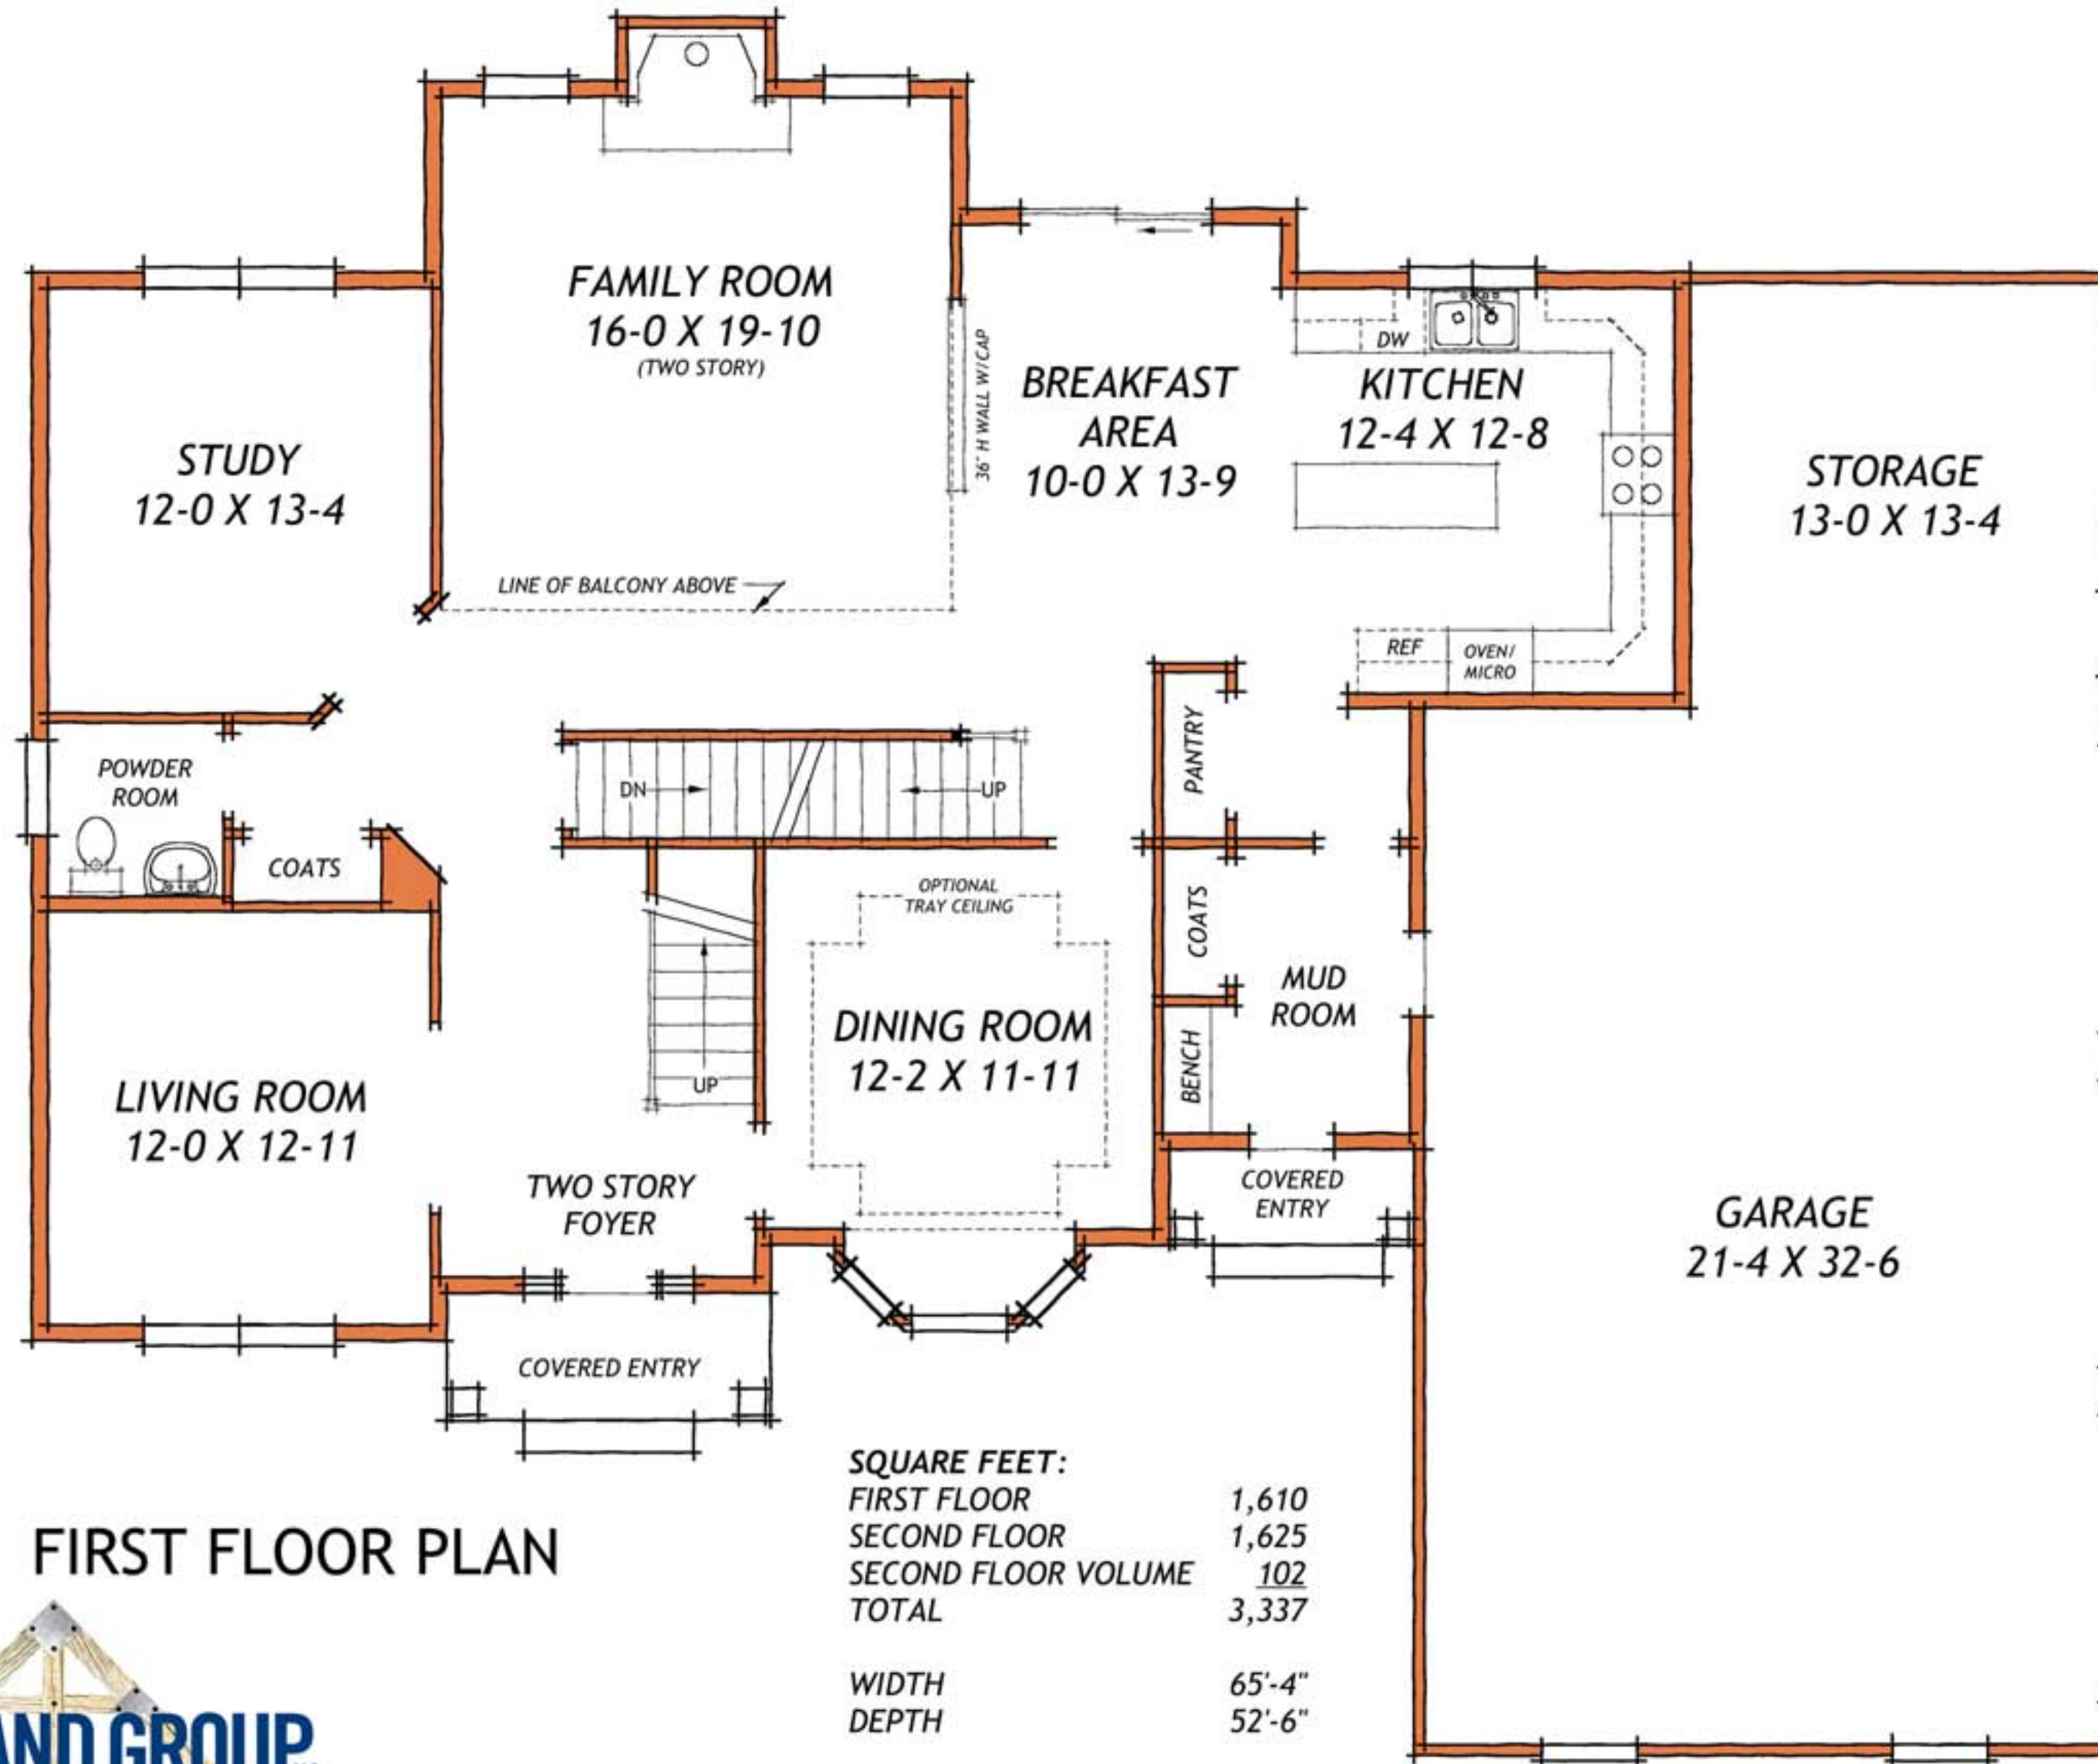 FAMILY ROOM
16-0 X 19-10
(TWO STORY)
36" H WALL W/CAP
BREAKFAST
AREA
10-0 X 13-9
DW
KITCHEN
12-4 X 12-8
STUDY
12-0 X 13-4
STORAGE
13-0 X 13-4
LINE OF BALCONY ABOVE
REF
OVEN/
MICRO
POWDER
ROOM
COATS
DN
UP
PANTRY
OPTIONAL
TRAY CEILING
COATS
MUD
ROOM
BENCH
DINING ROOM
12-2 X 11-11
UP
LIVING ROOM
12-0 X 12-11
TWO STORY
FOYER
COVERED
ENTRY
GARAGE
21-4 X 32-6
COVERED ENTRY
SQUARE FEET:
FIRST FLOOR 1,610
SECOND FLOOR 1,625
SECOND FLOOR VOLUME 102
TOTAL 3,337
WIDTH 65'-4"
DEPTH 52'-6"
FIRST FLOOR PLAN
GROUP